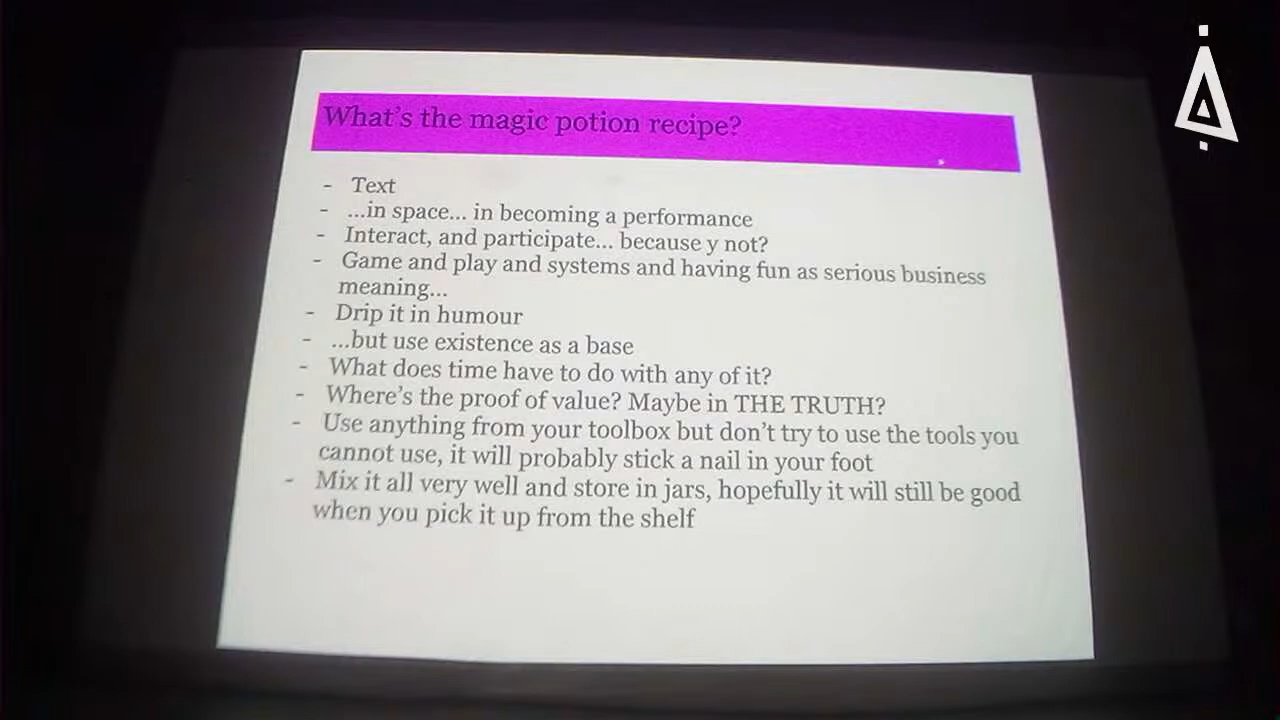 What's the magic potion recipe?
- Text
- ...in space... in becoming a performance
- Interact, and participate... because y not?
- Game and play and systems and having fun as serious business
meaning...
- Drip it in humour
- ...but use existence as a base
- What does time have to do with any of it?
- Where's the proof of value? Maybe in THE TRUTH?
- Use anything from your toolbox but don't try to use the tools you
cannot use, it will probably stick a nail in your foot
- Mix it all very well and store in jars, hopefully it will still be good
when you pick it up from the shelf